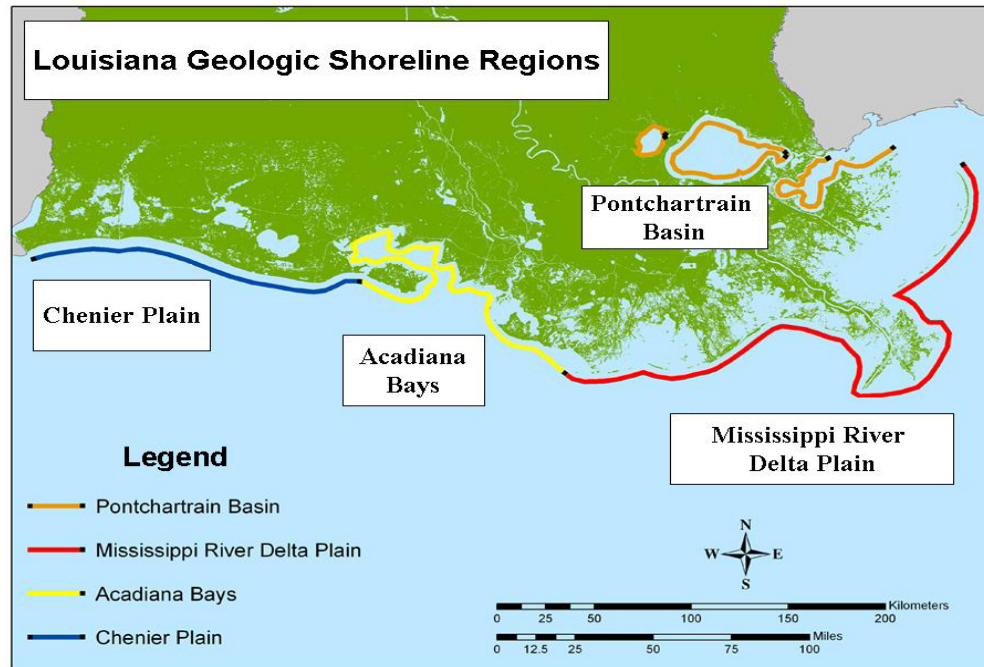 Louisiana Geologic Shoreline Regions
Pontchartrain
Basin
Chenier Plain
Acadiana
Bays
Mississippi River
Delta Plain
Legend
Pontchartrain Basin
Mississippi River Delta Plain
Acadiana Bays
Chenier Plain
N
W E
S
Kilometers
0 25 50 100 150 200
Miles
0 12.5 25 50 75 100